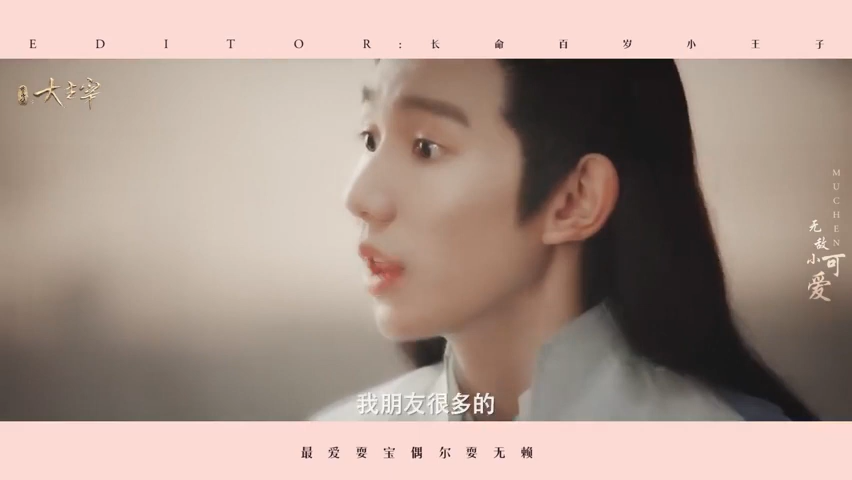 EDITOR:长命百岁小王子
大主宰
MUCHEN
无敌小可爱
我朋友很多的
最爱耍宝偶尔耍无赖